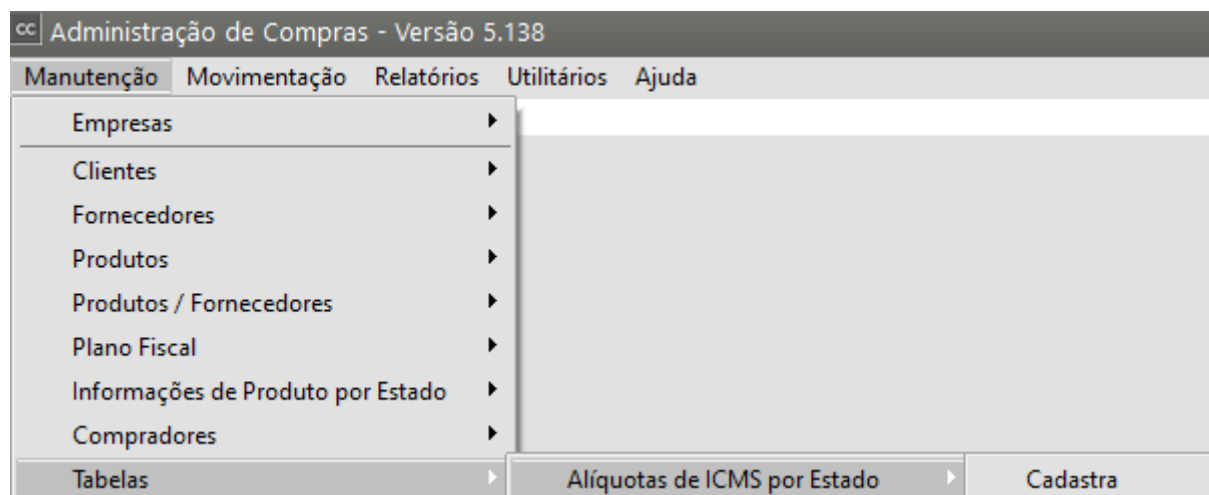 cc Administração de Compras - Versão 5.138
Manutenção Movimentação Relatórios Utilitários Ajuda
Empresas
Clientes
Fornecedores
Produtos
Produtos / Fornecedores
Plano Fiscal
Informações de Produto por Estado
Compradores
Tabelas Alíquotas de ICMS por Estado Cadastra